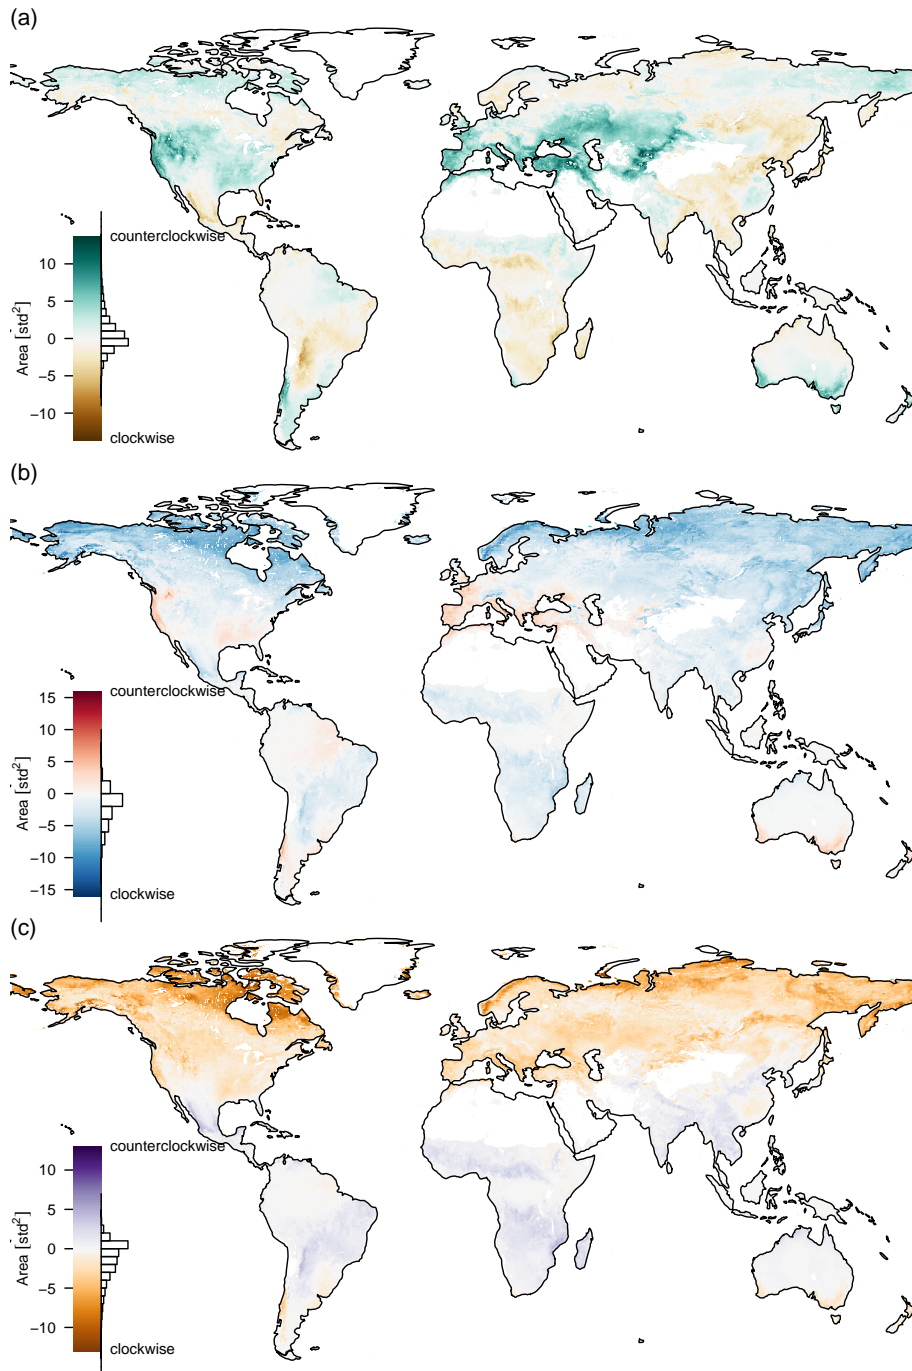 (a)
counterclockwise
10
5
0
−5
−10
Area [std²]
clockwise
(b)
counterclockwise
15
10
5
0
−5
−10
−15
Area [std²]
clockwise
(c)
counterclockwise
10
5
0
−5
−10
Area [std²]
clockwise